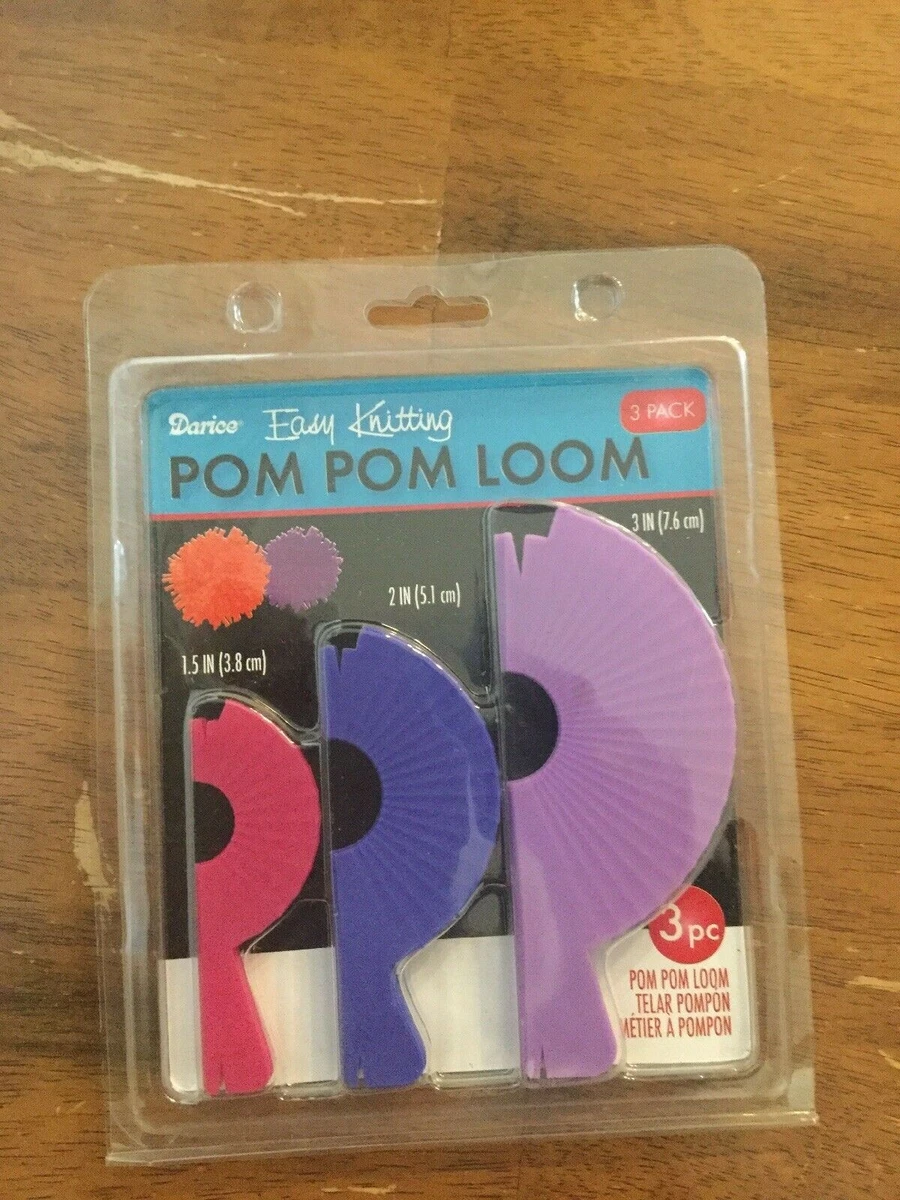 Darice® Easy Knitting
3 PACK
POM POM LOOM
3 IN (7.6 cm)
2 IN (5.1 cm)
1.5 IN (3.8 cm)
3 pc
POM POM LOOM
TELAR POMPON
MÉTIER À POMPON